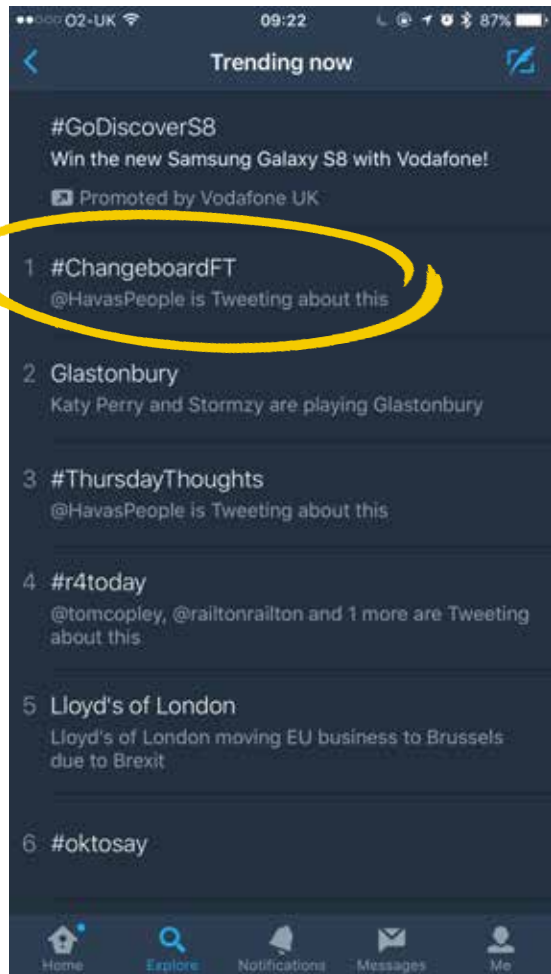 O2-UK 09:22 87%
Trending now
#GoDiscoverS8
Win the new Samsung Galaxy S8 with Vodafone!
Promoted by Vodafone UK
1 #ChangeboardFT
@HavasPeople is Tweeting about this
2 Glastonbury
Katy Perry and Stormzy are playing Glastonbury
3 #ThursdayThoughts
@HavasPeople is Tweeting about this
4 #r4today
@tomcopley, @railtonrailton and 1 more are Tweeting
about this
5 Lloyd's of London
Lloyd's of London moving EU business to Brussels
due to Brexit
6 #oktosay
Home Explore Notifications Messages Me